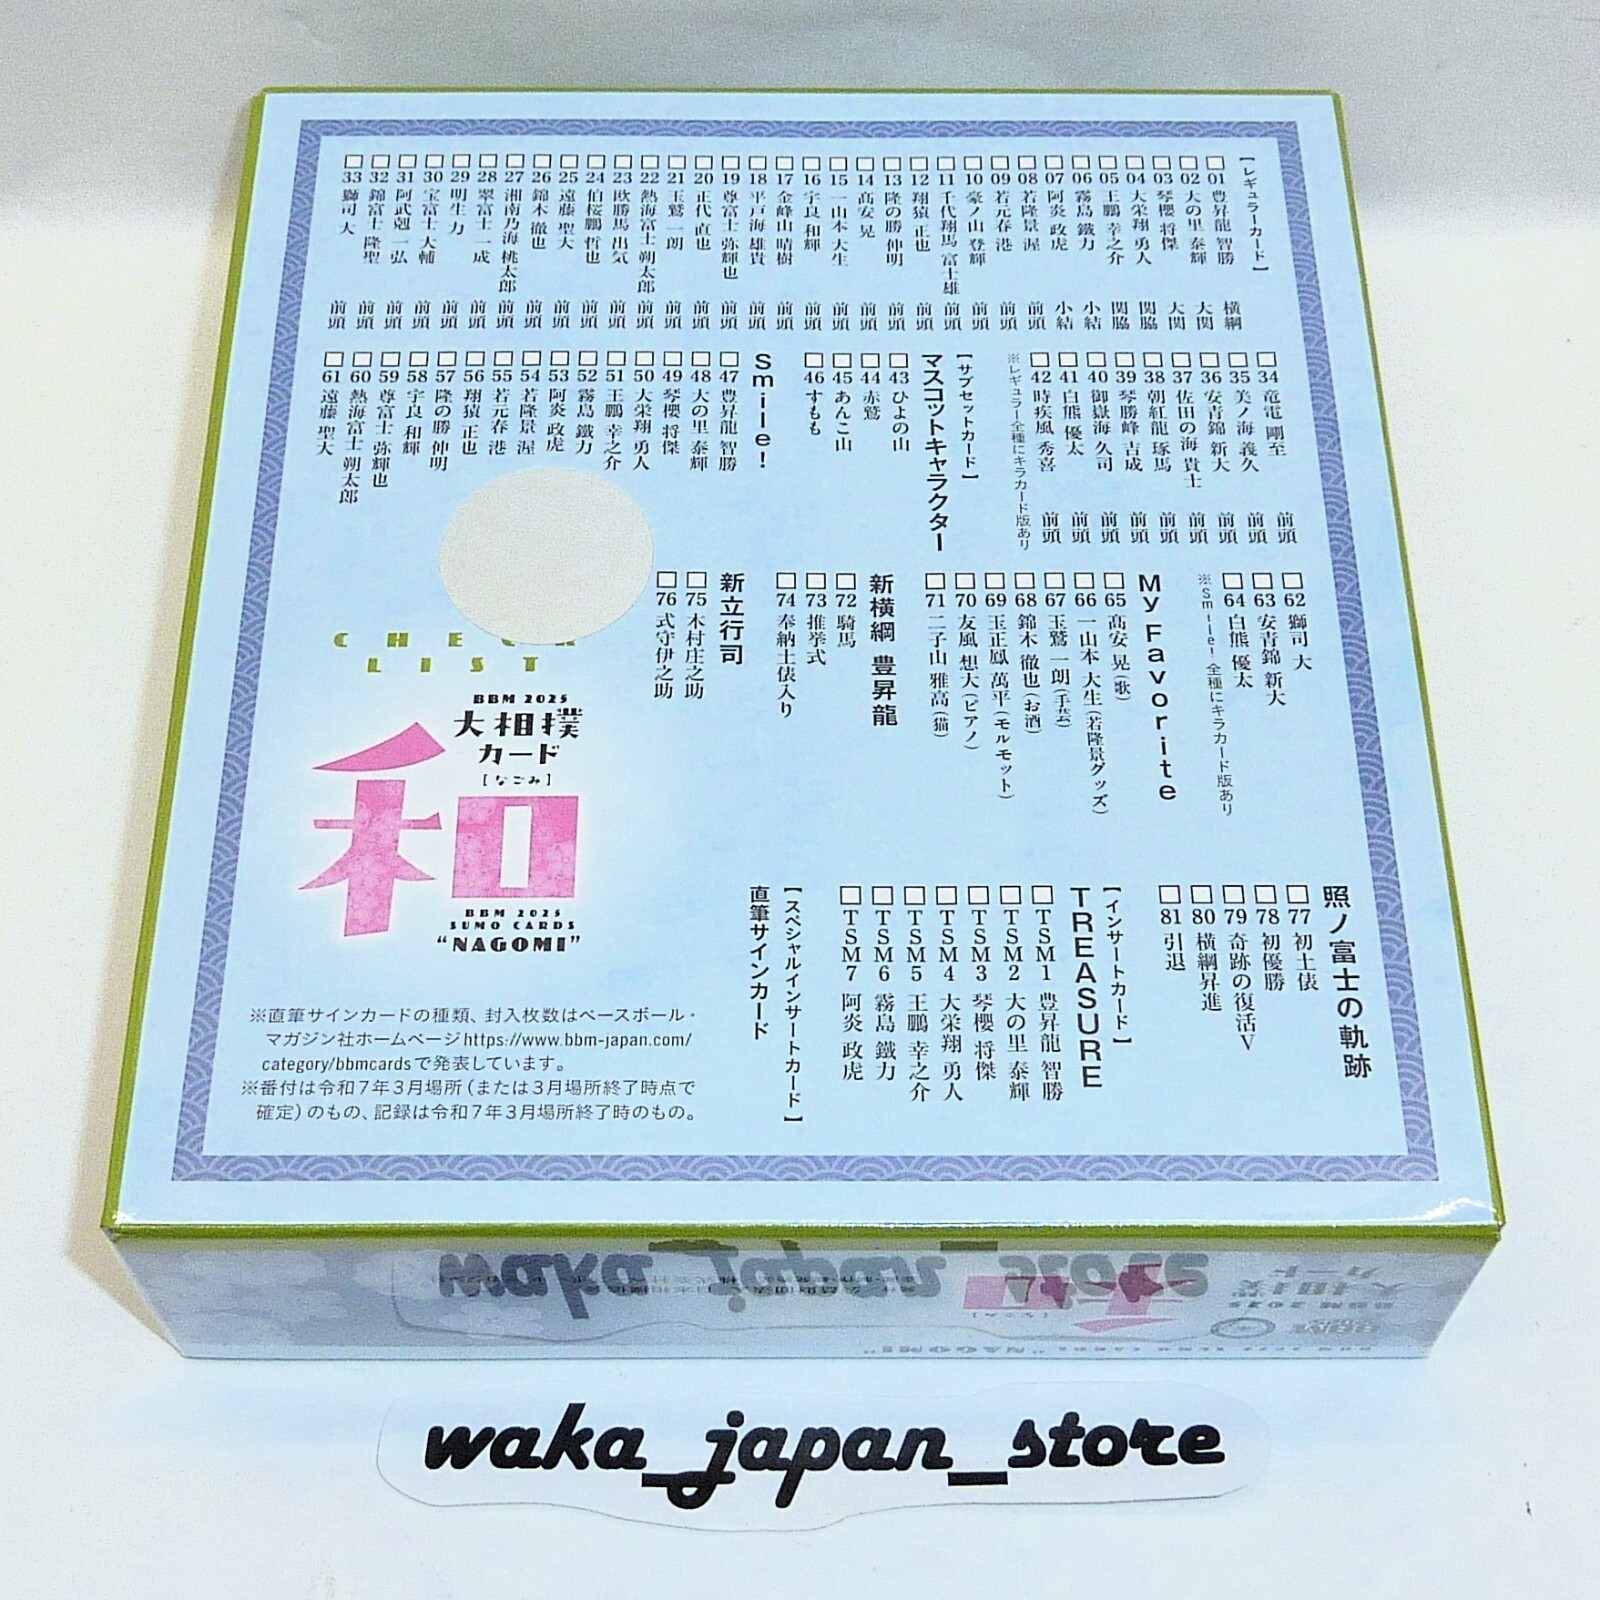 【レギュラーカード】
□01 豊昇龍 智勝 横綱
□02 大の里 泰輝 大関
□03 琴櫻 将傑 大関
□04 大栄翔 勇人 関脇
□05 王鵬 幸之介 関脇
□06 霧島 鐵力 小結
□07 阿炎 政虎 小結
□08 若隆景 渥 前頭
□09 若元春 港 前頭
□10 豪ノ山 登輝 前頭
□11 千代翔馬 富士雄 前頭
□12 翔猿 正也 前頭
□13 隆の勝 伸明 前頭
□14 髙安 晃 前頭
□15 一山本 大生 前頭
□16 宇良 和輝 前頭
□17 金峰山 晴樹 前頭
□18 平戸海 雄貴 前頭
□19 尊富士 弥輝也 前頭
□20 正代 直也 前頭
□21 玉鷲 一朗 前頭
□22 熱海富士 朔太郎 前頭
□23 欧勝馬 出気 前頭
□24 伯桜鵬 哲也 前頭
□25 遠藤 聖大 前頭
□26 錦木 徹也 前頭
□27 湘南乃海 桃太郎 前頭
□28 翠富士 一成 前頭
□29 明生 力 前頭
□30 宝富士 大輔 前頭
□31 阿武剋 一弘 前頭
□32 錦富士 隆聖 前頭
□33 獅司 大 前頭
□34 竜電 剛至 前頭
□35 美ノ海 義久 前頭
□36 安青錦 新大 前頭
□37 佐田の海 貴士 前頭
□38 朝紅龍 琢馬 前頭
□39 琴勝峰 吉成 前頭
□40 御嶽海 久司 前頭
□41 白熊 優太 前頭
□42 時疾風 秀喜 前頭
※レギュラー全種にキラカード版あり
【サブセットカード】
マスコットキャラクター
□43 ひよの山
□44 赤鷲
□45 あんこ山
□46 すもも
Smile!
□47 豊昇龍 智勝
□48 大の里 泰輝
□49 琴櫻 将傑
□50 大栄翔 勇人
□51 王鵬 幸之介
□52 霧島 鐵力
□53 阿炎 政虎
□54 若隆景 渥
□55 若元春 港
□56 翔猿 正也
□57 隆の勝 伸明
□58 宇良 和輝
□59 尊富士 弥輝也
□60 熱海富士 朔太郎
□61 遠藤 聖大
□62 獅司 大
□63 安青錦 新大
□64 白熊 優太
※Smile! 全種にキラカード版あり
My Favorite
□65 髙安 晃（歌）
□66 一山本 大生（若隆景グッズ）
□67 玉鷲 一朗（手芸）
□68 錦木 徹也（お酒）
□69 玉正鳳 萬平（モルモット）
□70 友風 想大（ピアノ）
□71 二子山 雅高（猫）
新横綱 豊昇龍
□72 騎馬
□73 推挙式
□74 奉納土俵入り
新立行司
□75 木村庄之助
□76 式守伊之助
照ノ富士の軌跡
□77 初土俵
□78 初優勝
□79 奇跡の復活V
□80 横綱昇進
□81 引退
【インサートカード】
TREASURE
□TSM1 豊昇龍 智勝
□TSM2 大の里 泰輝
□TSM3 琴櫻 将傑
□TSM4 大栄翔 勇人
□TSM5 王鵬 幸之介
□TSM6 霧島 鐵力
□TSM7 阿炎 政虎
【スペシャルインサートカード】
直筆サインカード
LIST
BBM 2025
大相撲
カード
[なごみ]
和
BBM 2025
SUMO CARDS
"NAGOMI"
※直筆サインカードの種類、封入枚数はベースボール・
マガジン社ホームページhttps://www.bbm-japan.com/
category/bbmcardsで発表しています。
※番付は令和7年3月場所（または3月場所終了時点で
確定）のもの、記録は令和7年3月場所終了時のもの。
waka_japan_store